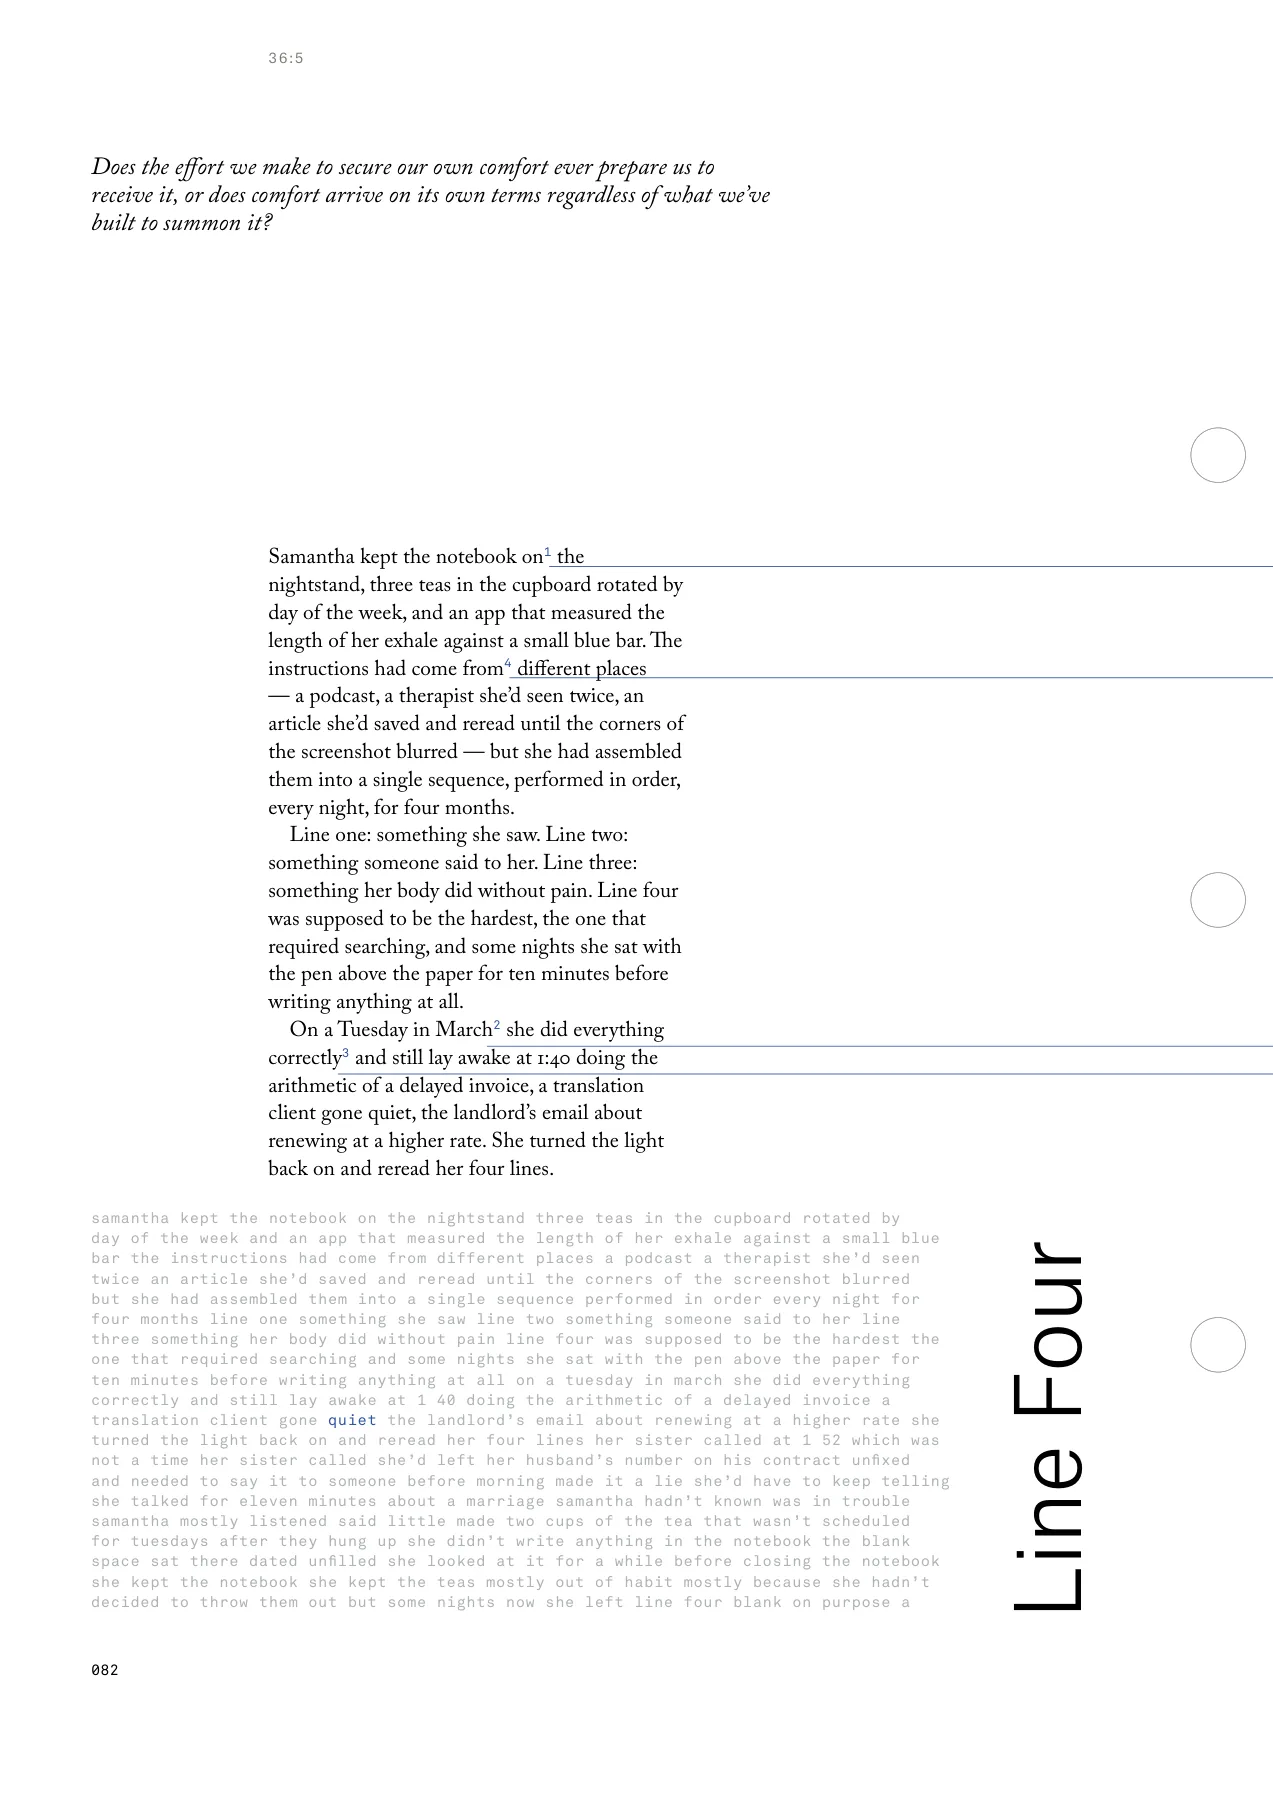 36:5
Does the effort we make to secure our own comfort ever prepare us to
receive it, or does comfort arrive on its own terms regardless of what we’ve
built to summon it?
Samantha kept the notebook on¹ the
nightstand, three teas in the cupboard rotated by
day of the week, and an app that measured the
length of her exhale against a small blue bar. The
instructions had come from⁴ different places
— a podcast, a therapist she’d seen twice, an
article she’d saved and reread until the corners of
the screenshot blurred — but she had assembled
them into a single sequence, performed in order,
every night, for four months.
Line one: something she saw. Line two:
something someone said to her. Line three:
something her body did without pain. Line four
was supposed to be the hardest, the one that
required searching, and some nights she sat with
the pen above the paper for ten minutes before
writing anything at all.
On a Tuesday in March² she did everything
correctly³ and still lay awake at 1:40 doing the
arithmetic of a delayed invoice, a translation
client gone quiet, the landlord’s email about
renewing at a higher rate. She turned the light
back on and reread her four lines.
samantha kept the notebook on the nightstand three teas in the cupboard rotated by
day of the week and an app that measured the length of her exhale against a small blue
bar the instructions had come from different places a podcast a therapist she’d seen
twice an article she’d saved and reread until the corners of the screenshot blurred
but she had assembled them into a single sequence performed in order every night for
four months line one something she saw line two something someone said to her line
three something her body did without pain line four was supposed to be the hardest the
one that required searching and some nights she sat with the pen above the paper for
ten minutes before writing anything at all on a tuesday in march she did everything
correctly and still lay awake at 1 40 doing the arithmetic of a delayed invoice a
translation client gone quiet the landlord’s email about renewing at a higher rate she
turned the light back on and reread her four lines her sister called at 1 52 which was
not a time her sister called she’d left her husband’s number on his contract unfixed
and needed to say it to someone before morning made it a lie she’d have to keep telling
she talked for eleven minutes about a marriage samantha hadn’t known was in trouble
samantha mostly listened said little made two cups of the tea that wasn't scheduled
for tuesdays after they hung up she didn’t write anything in the notebook the blank
space sat there dated unfilled she looked at it for a while before closing the notebook
she kept the notebook she kept the teas mostly out of habit mostly because she hadn’t
decided to throw them out but some nights now she left line four blank on purpose a
Line Four
082